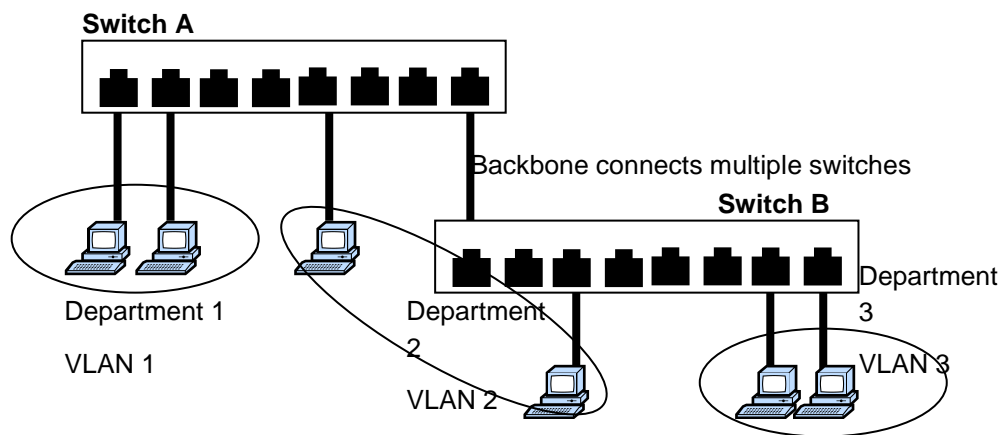 Switch A
Backbone connects multiple switches
Switch B
Department 1
VLAN 1
Department
2
VLAN 2
Department
3
VLAN 3